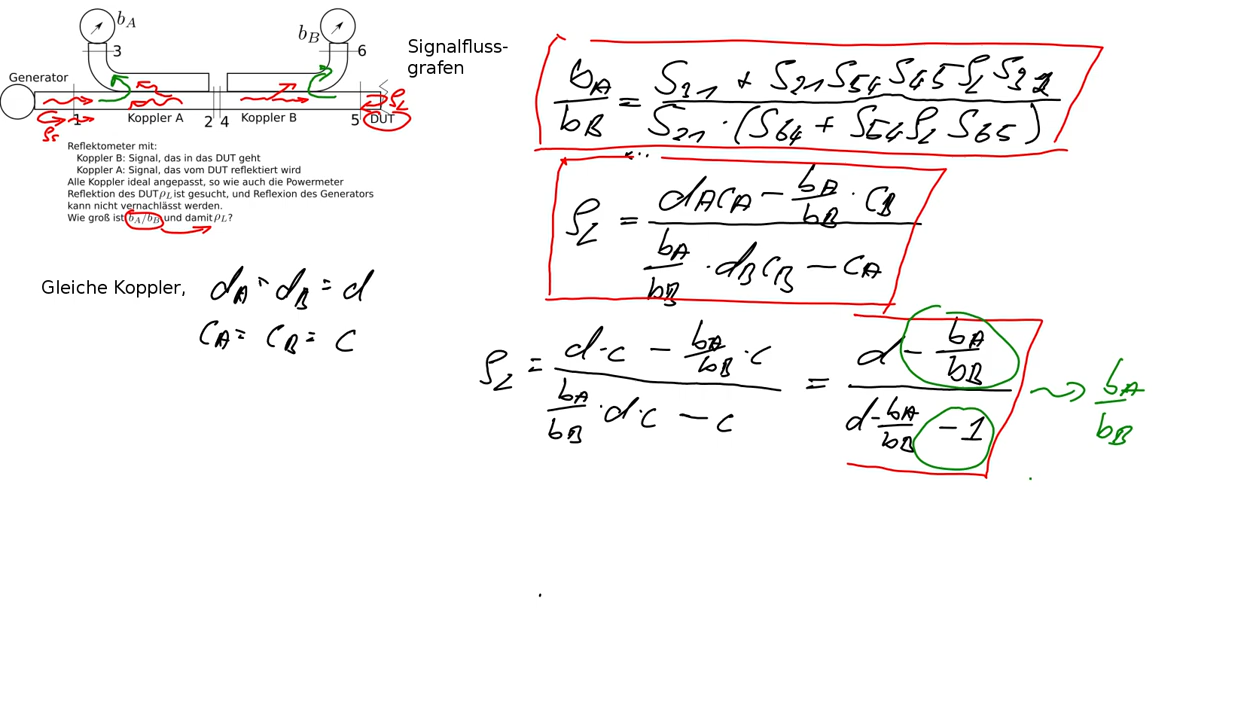 b_A
b_B
3
6
Generator
1
Koppler A
2
4
Koppler B
5
DUT
ρ_S
ρ_L
Signalfluss-
grafen
Reflektometer mit:
Koppler B: Signal, das in das DUT geht
Koppler A: Signal, das vom DUT reflektiert wird
Alle Koppler ideal angepasst, so wie auch die Powermeter
Reflektion des DUT ρ_L ist gesucht, und Reflexion des Generators
kann nicht vernachlässt werden.
Wie groß ist b_A/b_B und damit ρ_L?
Gleiche Koppler, d_A = d_B = d
c_A = c_B = c
b_A/b_B = (S_31 + S_21 S_54 S_45 ρ_L S_32) / (S_21 · (S_64 + S_54 ρ_L S_65))
ρ_L = (d_A c_A − b_A/b_B · c_B) / (b_A/b_B · d_B c_B − c_A)
ρ_L = (d·c − b_A/b_B · c) / (b_A/b_B · d·c − c) = (d − b_A/b_B) / (d · b_A/b_B − 1) ⇝ b_A/b_B